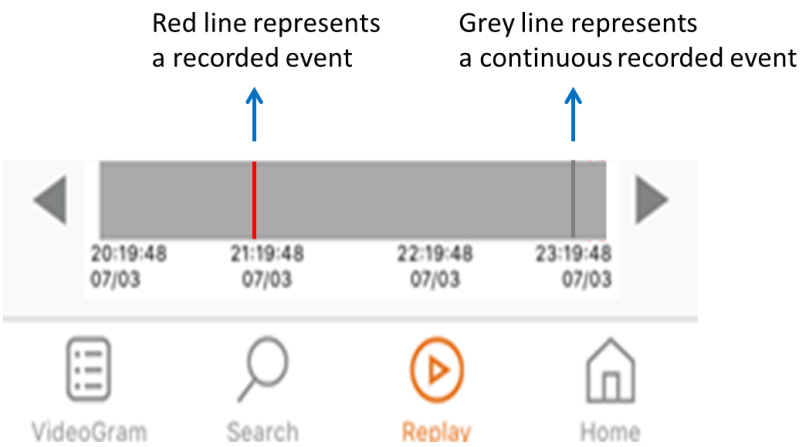 Red line represents
a recorded event
Grey line represents
a continuous recorded event
20:19:48
07/03
21:19:48
07/03
22:19:48
07/03
23:19:48
07/03
VideoGram
Search
Replay
Home